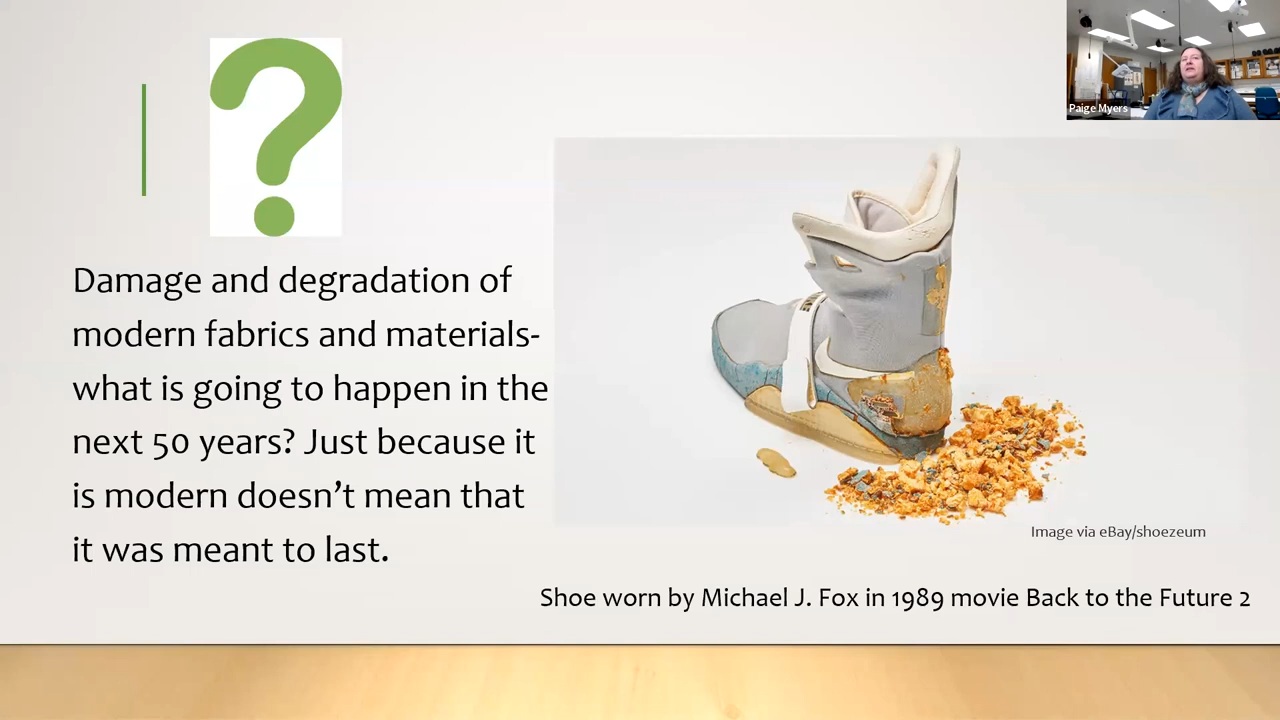 Paige Myers
?
Damage and degradation of
modern fabrics and materials-
what is going to happen in the
next 50 years? Just because it
is modern doesn't mean that
it was meant to last.
Image via eBay/shoezeum
Shoe worn by Michael J. Fox in 1989 movie Back to the Future 2